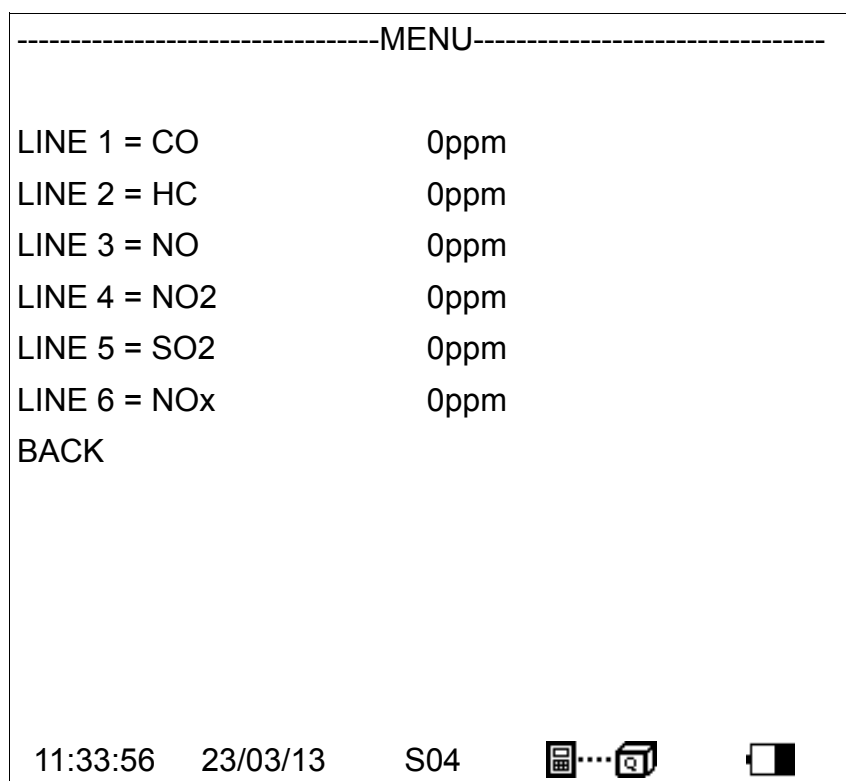 ----------------------------------MENU---------------------------------
LINE 1 = CO 0ppm
LINE 2 = HC 0ppm
LINE 3 = NO 0ppm
LINE 4 = NO2 0ppm
LINE 5 = SO2 0ppm
LINE 6 = NOx 0ppm
BACK
11:33:56 23/03/13 S04 Q